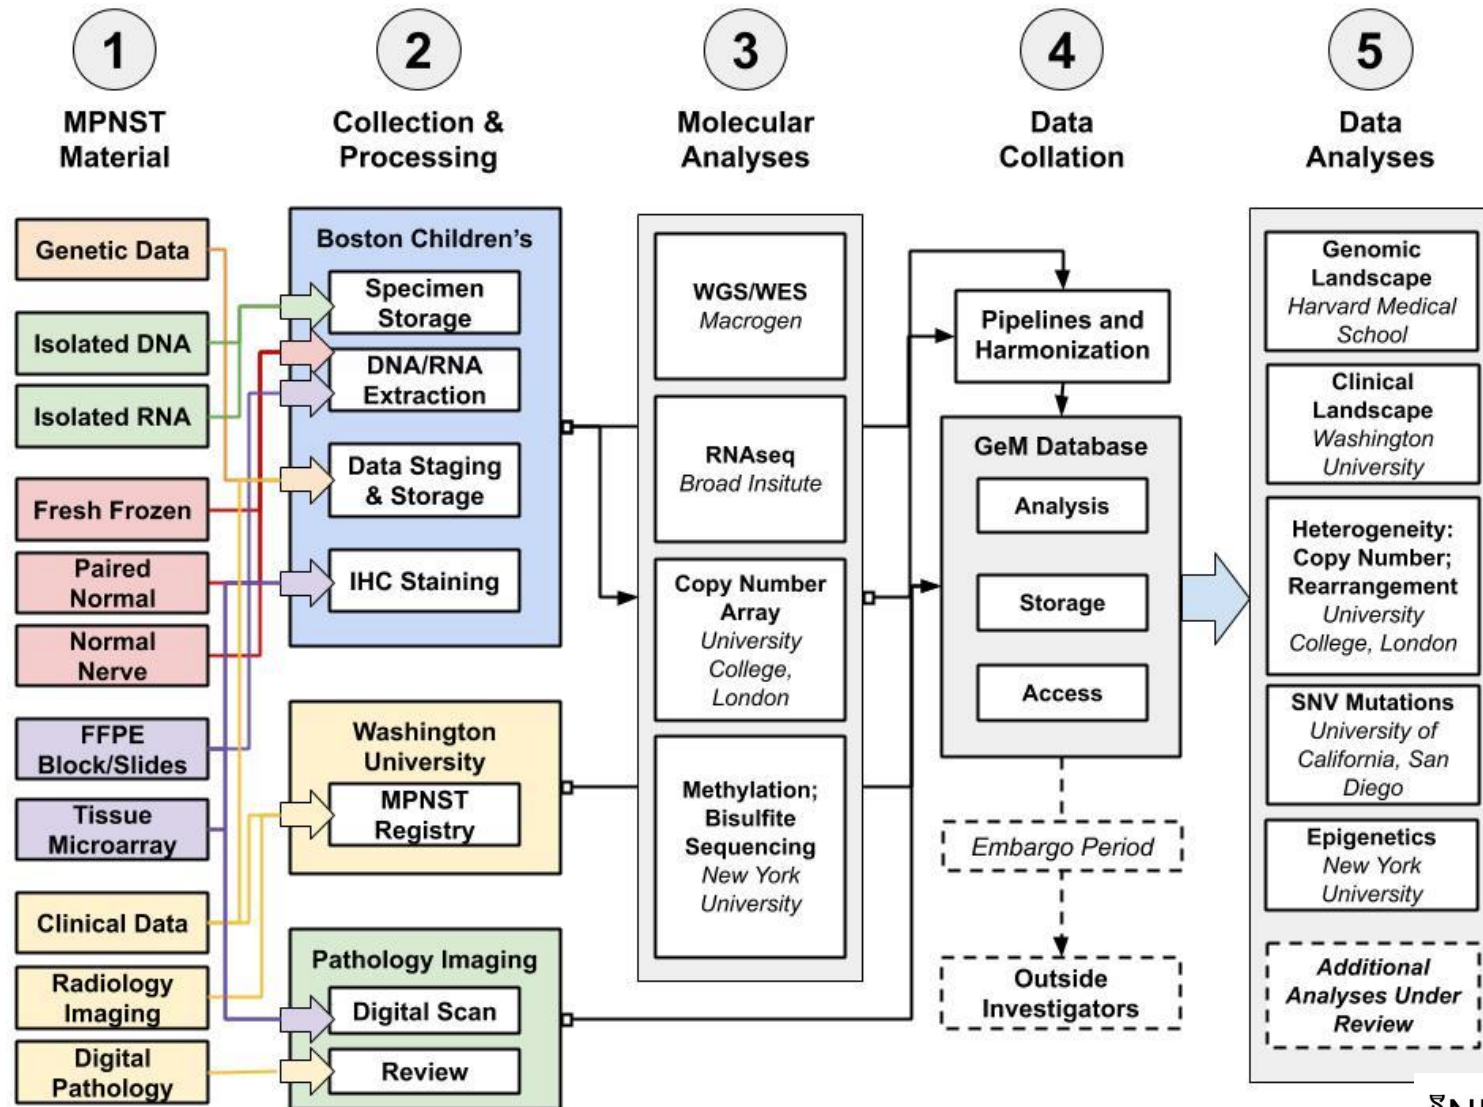 1
2
3
4
5
MPNST
Material
Collection &
Processing
Molecular
Analyses
Data
Collation
Data
Analyses
Genetic Data
Isolated DNA
Isolated RNA
Fresh Frozen
Paired
Normal
Normal
Nerve
FFPE
Block/Slides
Tissue
Microarray
Clinical Data
Radiology
Imaging
Digital
Pathology
Boston Children's
Specimen
Storage
DNA/RNA
Extraction
Data Staging
& Storage
IHC Staining
Washington
University
MPNST
Registry
Pathology Imaging
Digital Scan
Review
WGS/WES
Macrogen
RNAseq
Broad Insitute
Copy Number
Array
University
College,
London
Methylation;
Bisulfite
Sequencing
New York
University
Pipelines and
Harmonization
GeM Database
Analysis
Storage
Access
Embargo Period
Outside
Investigators
Genomic
Landscape
Harvard Medical
School
Clinical
Landscape
Washington
University
Heterogeneity:
Copy Number;
Rearrangement
University
College, London
SNV Mutations
University of
California, San
Diego
Epigenetics
New York
University
Additional
Analyses Under
Review